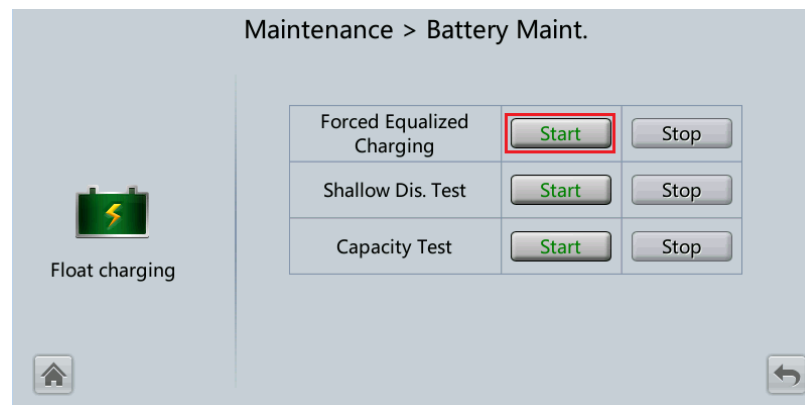 Maintenance > Battery Maint.
Forced Equalized
Charging
Start
Stop
Shallow Dis. Test
Start
Stop
Capacity Test
Start
Stop
Float charging